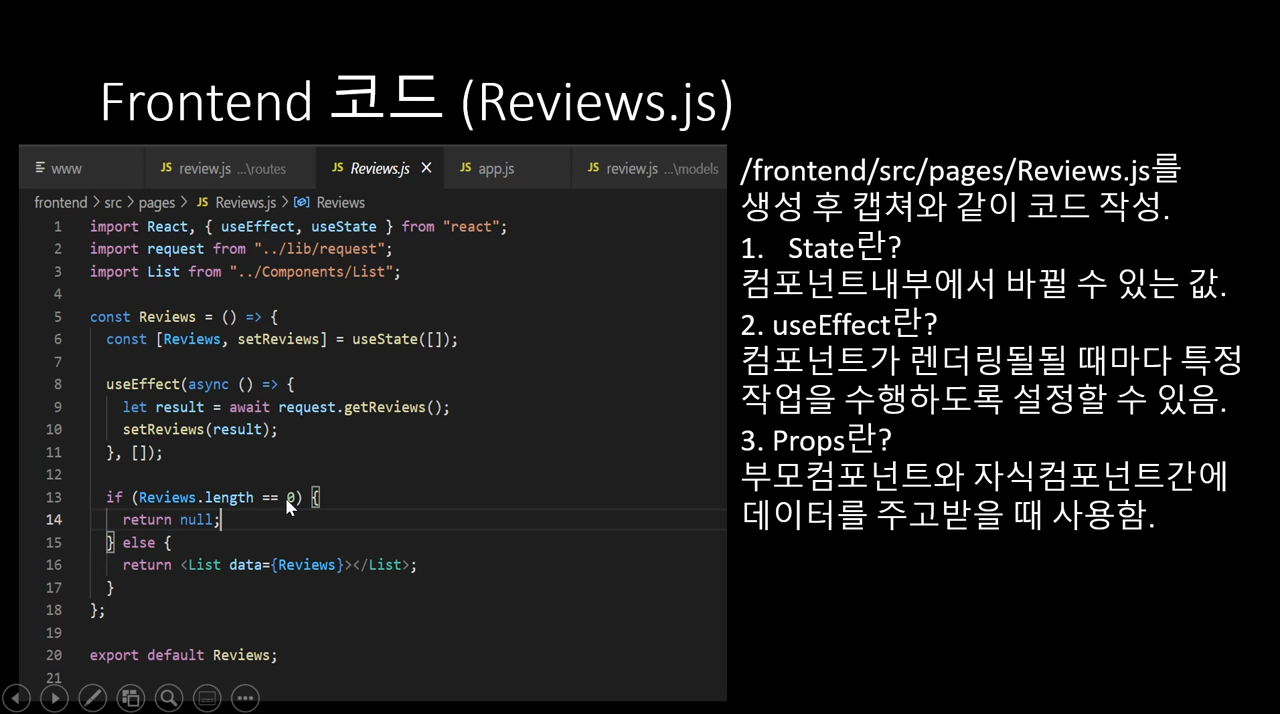 Frontend 코드 (Reviews.js)
www
JS review.js ...\routes
JS Reviews.js ×
JS app.js
JS review.js ...\models
frontend > src > pages > JS Reviews.js > Reviews
1 import React, { useEffect, useState } from "react";
2 import request from "../lib/request";
3 import List from "../Components/List";
4
5 const Reviews = () => {
6 const [Reviews, setReviews] = useState([]);
7
8 useEffect(async () => {
9 let result = await request.getReviews();
10 setReviews(result);
11 }, []);
12
13 if (Reviews.length == 0) {
14 return null;
15 } else {
16 return <List data={Reviews}></List>;
17 }
18 };
19
20 export default Reviews;
21
/frontend/src/pages/Reviews.js를
생성 후 캡쳐와 같이 코드 작성.
1. State란?
컴포넌트내부에서 바뀔 수 있는 값.
2. useEffect란?
컴포넌트가 렌더링될될 때마다 특정
작업을 수행하도록 설정할 수 있음.
3. Props란?
부모컴포넌트와 자식컴포넌트간에
데이터를 주고받을 때 사용함.